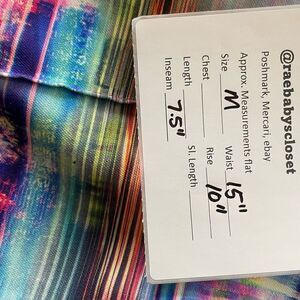 @raebabyscloset
Poshmark, Mercari, ebay
Approx. Measurements flat
Size M Waist 15"
Chest Rise 10"
Length Sl. Length
Inseam 7.5"